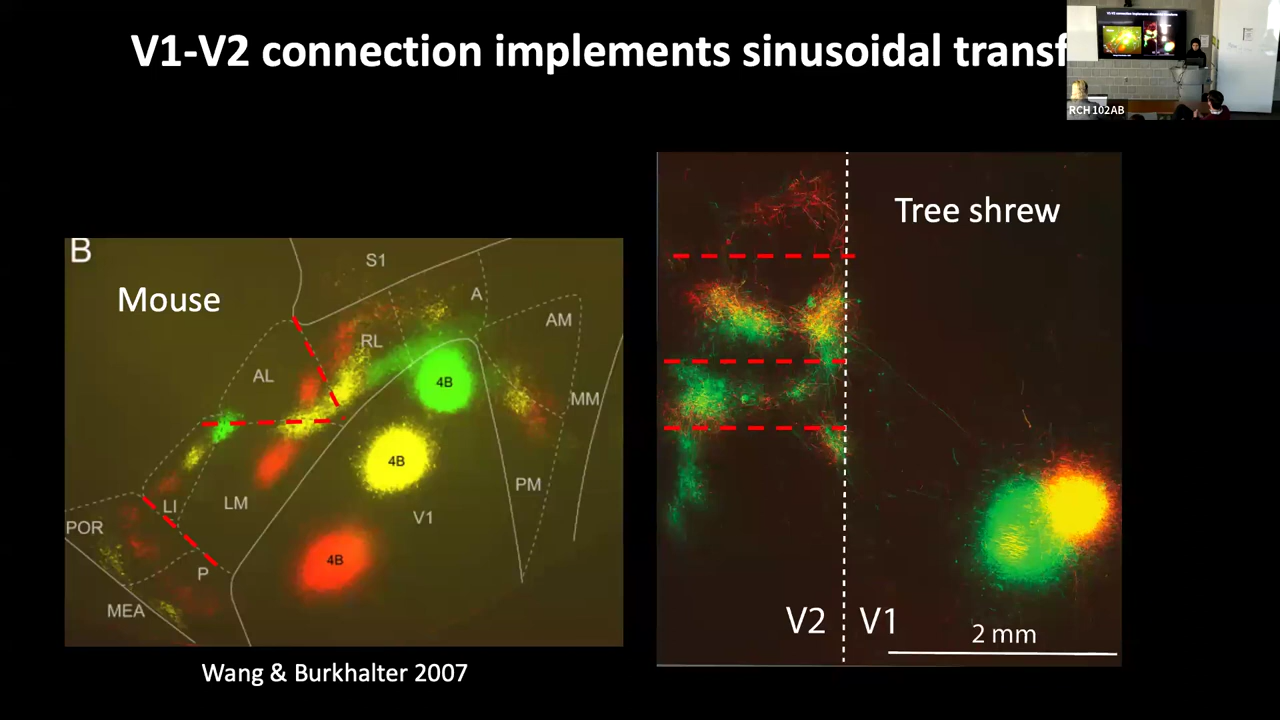 V1-V2 connection implements sinusoidal transf
RCH 102AB
B
Mouse
S1
A
AM
RL
AL
4B
MM
4B
PM
LM
LI
V1
POR
4B
P
MEA
Wang & Burkhalter 2007
Tree shrew
V2
V1
2 mm